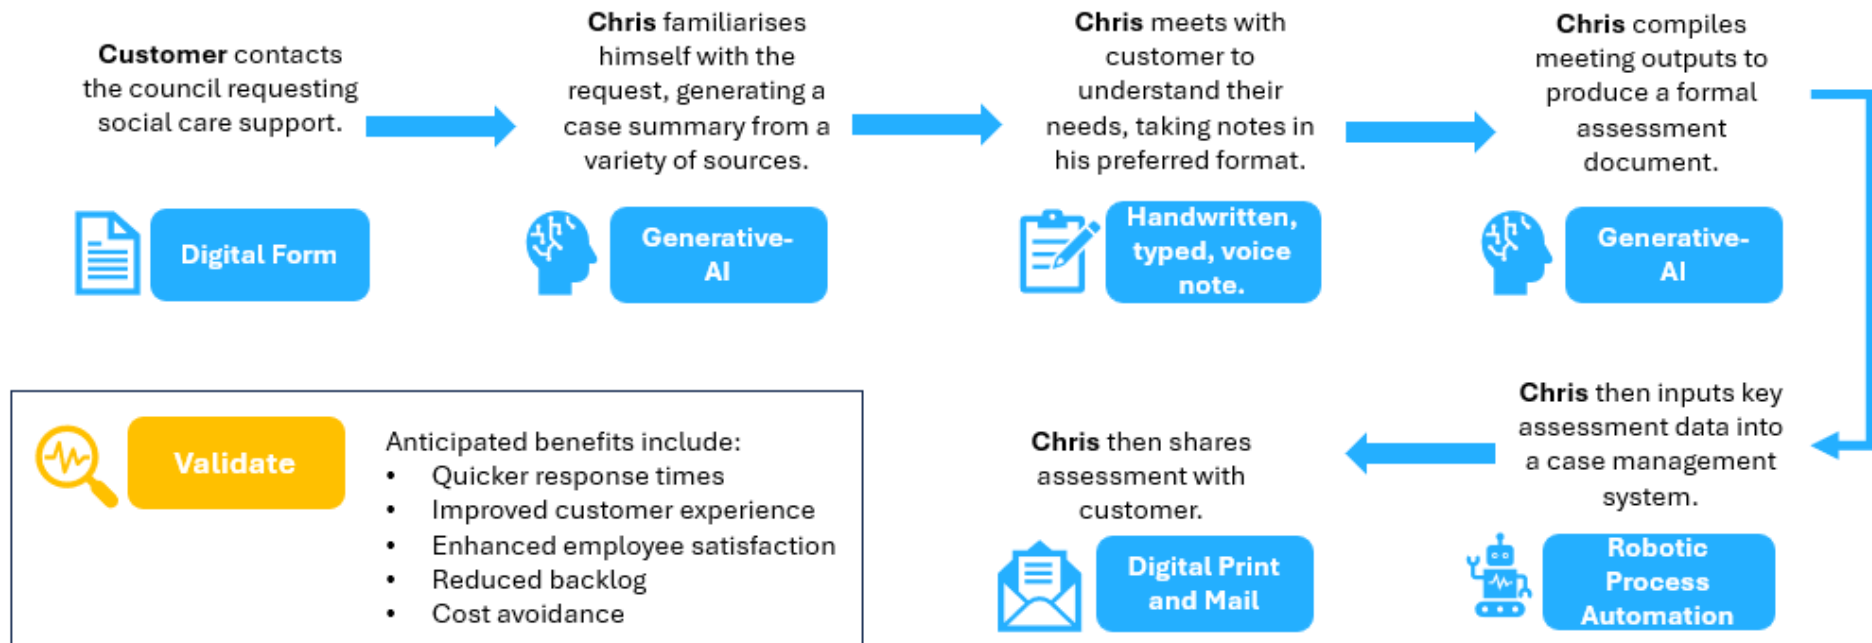 Customer contacts
the council requesting
social care support.
Digital Form
Chris familiarises
himself with the
request, generating a
case summary from a
variety of sources.
Generative-
AI
Chris meets with
customer to
understand their
needs, taking notes in
his preferred format.
Handwritten,
typed, voice
note.
Chris compiles
meeting outputs to
produce a formal
assessment
document.
Generative-
AI
Chris then inputs key
assessment data into
a case management
system.
Robotic
Process
Automation
Chris then shares
assessment with
customer.
Digital Print
and Mail
Validate
Anticipated benefits include:
• Quicker response times
• Improved customer experience
• Enhanced employee satisfaction
• Reduced backlog
• Cost avoidance